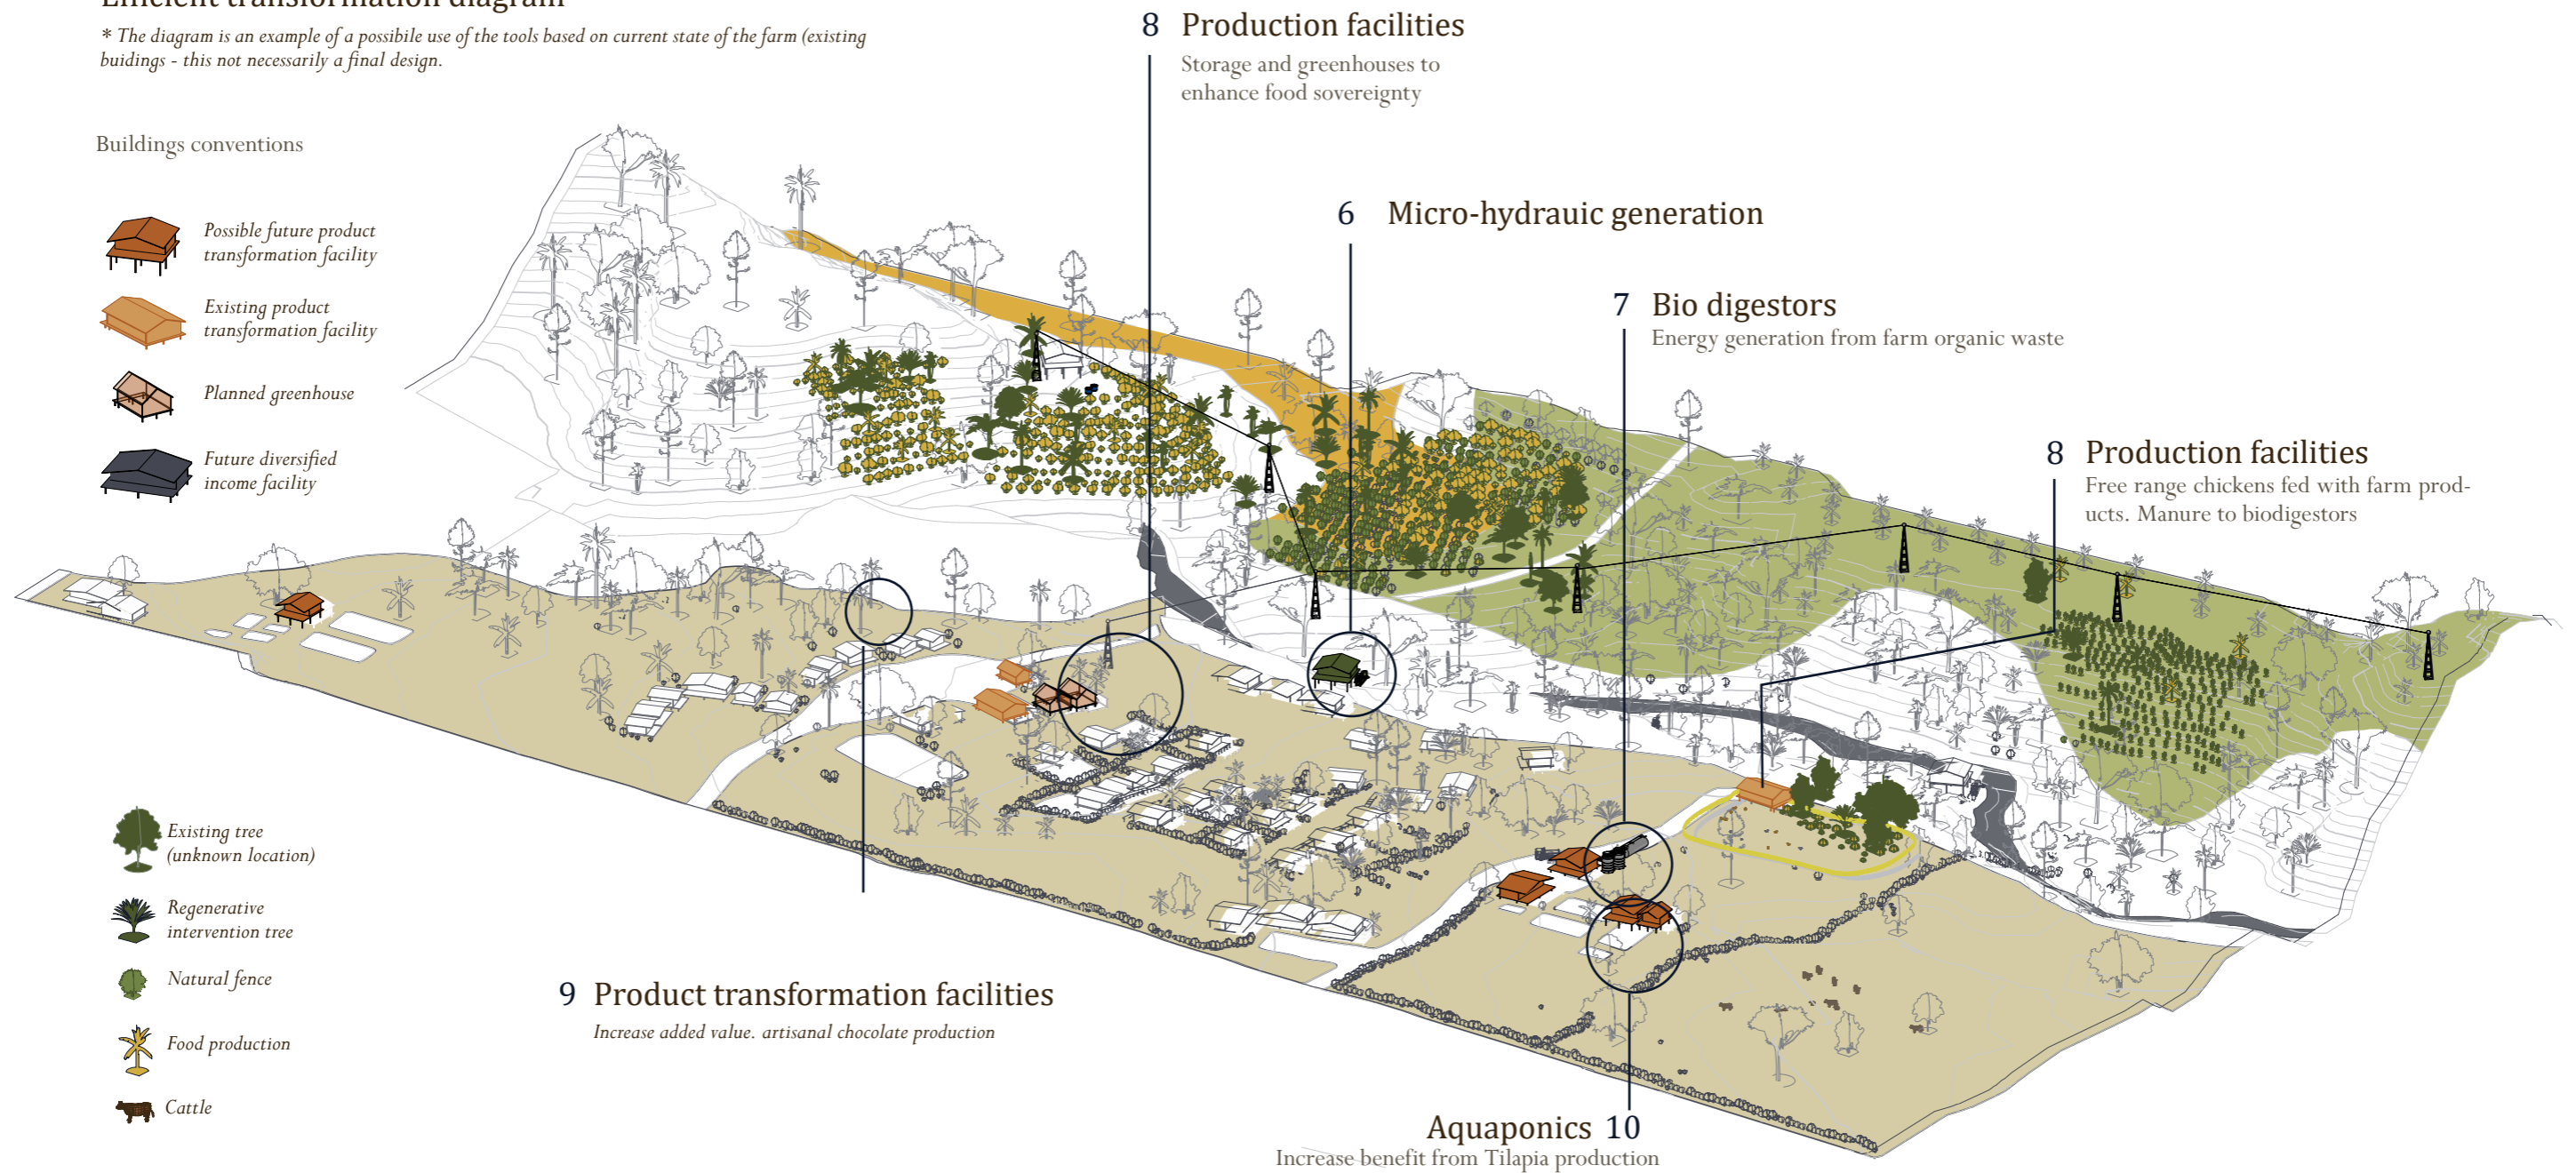 Efficient transformation diagram
* The diagram is an example of a possibile use of the tools based on current state of the farm (existing
buidings - this not necessarily a final design.
8 Production facilities
Storage and greenhouses to
enhance food sovereignty
Buildings conventions
Possible future product
transformation facility
Existing product
transformation facility
Planned greenhouse
Future diversified
income facility
6 Micro-hydrauic generation
7 Bio digestors
Energy generation from farm organic waste
8 Production facilities
Free range chickens fed with farm prod-
ucts. Manure to biodigestors
Existing tree
(unknown location)
Regenerative
intervention tree
Natural fence
Food production
Cattle
9 Product transformation facilities
Increase added value. artisanal chocolate production
Aquaponics 10
Increase benefit from Tilapia production